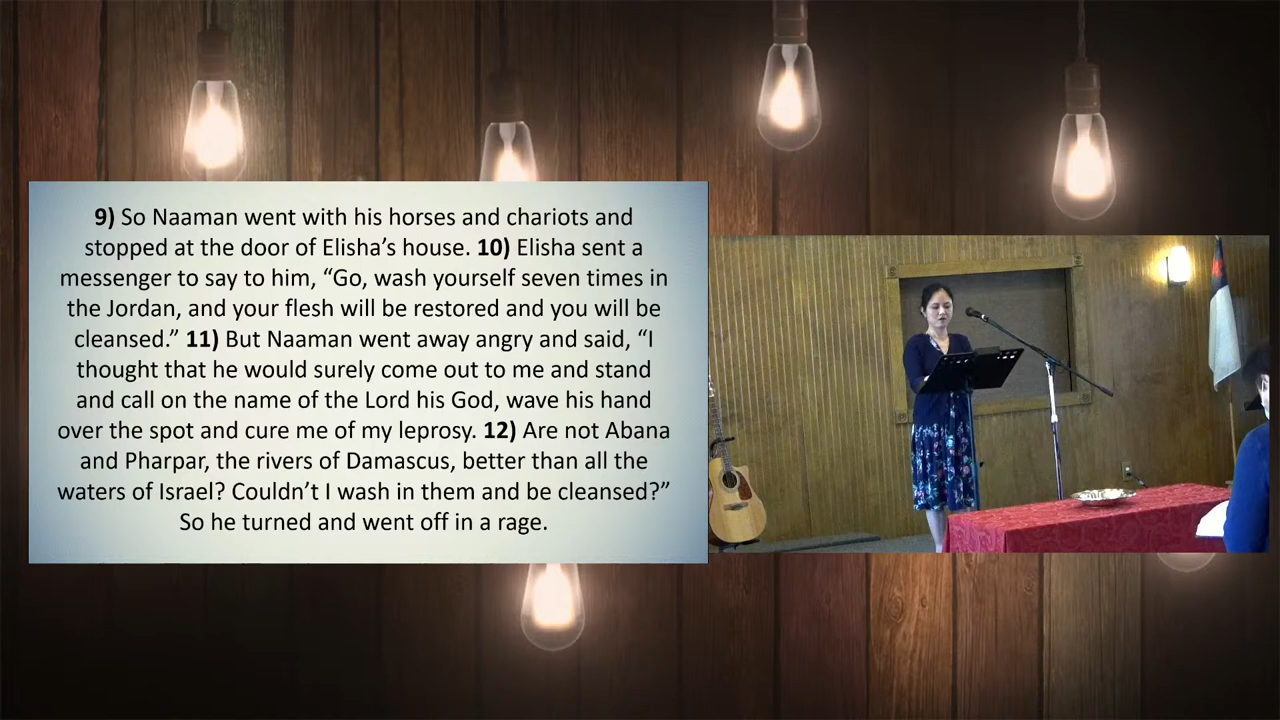 9) So Naaman went with his horses and chariots and
stopped at the door of Elisha’s house. 10) Elisha sent a
messenger to say to him, “Go, wash yourself seven times in
the Jordan, and your flesh will be restored and you will be
cleansed.” 11) But Naaman went away angry and said, “I
thought that he would surely come out to me and stand
and call on the name of the Lord his God, wave his hand
over the spot and cure me of my leprosy. 12) Are not Abana
and Pharpar, the rivers of Damascus, better than all the
waters of Israel? Couldn’t I wash in them and be cleansed?”
So he turned and went off in a rage.